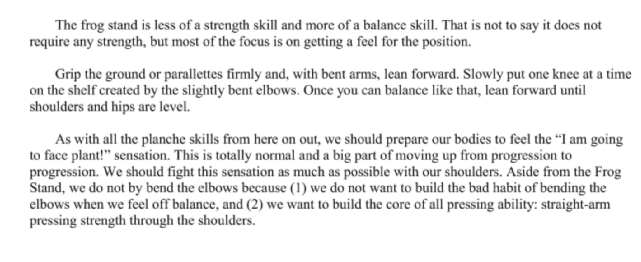 The frog stand is less of a strength skill and more of a balance skill. That is not to say it does not
require any strength, but most of the focus is on getting a feel for the position.
Grip the ground or parallettes firmly and, with bent arms, lean forward. Slowly put one knee at a time
on the shelf created by the slightly bent elbows. Once you can balance like that, lean forward until
shoulders and hips are level.
As with all the planche skills from here on out, we should prepare our bodies to feel the “I am going
to face plant!” sensation. This is totally normal and a big part of moving up from progression to
progression. We should fight this sensation as much as possible with our shoulders. Aside from the Frog
Stand, we do not by bend the elbows because (1) we do not want to build the bad habit of bending the
elbows when we feel off balance, and (2) we want to build the core of all pressing ability: straight-arm
pressing strength through the shoulders.